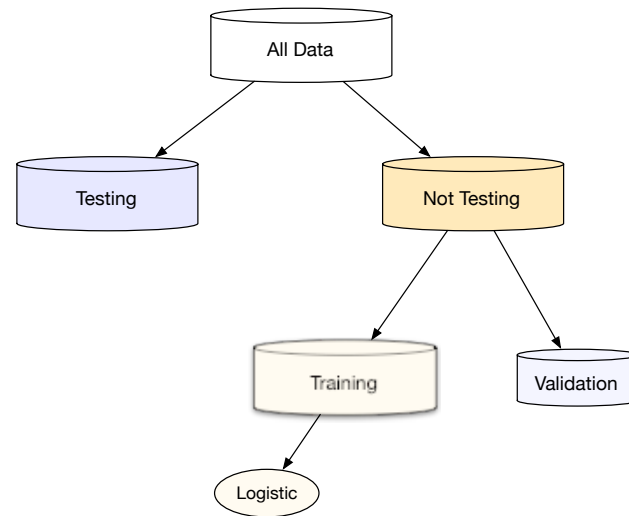 All Data
Testing
Not Testing
Training
Validation
Logistic